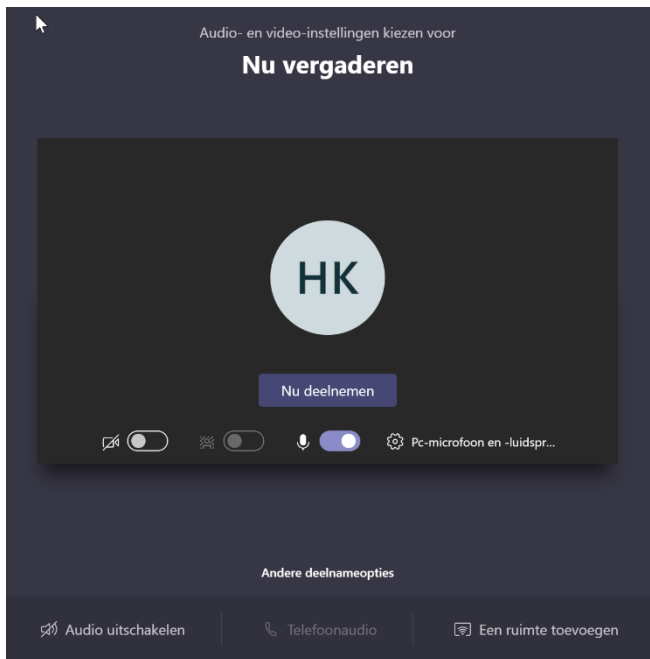 Audio- en video-instellingen kiezen voor
Nu vergaderen
HK
Nu deelnemen
Pc-microfoon en -luidspr...
Andere deelnameopties
Audio uitschakelen
Telefoonaudio
Een ruimte toevoegen